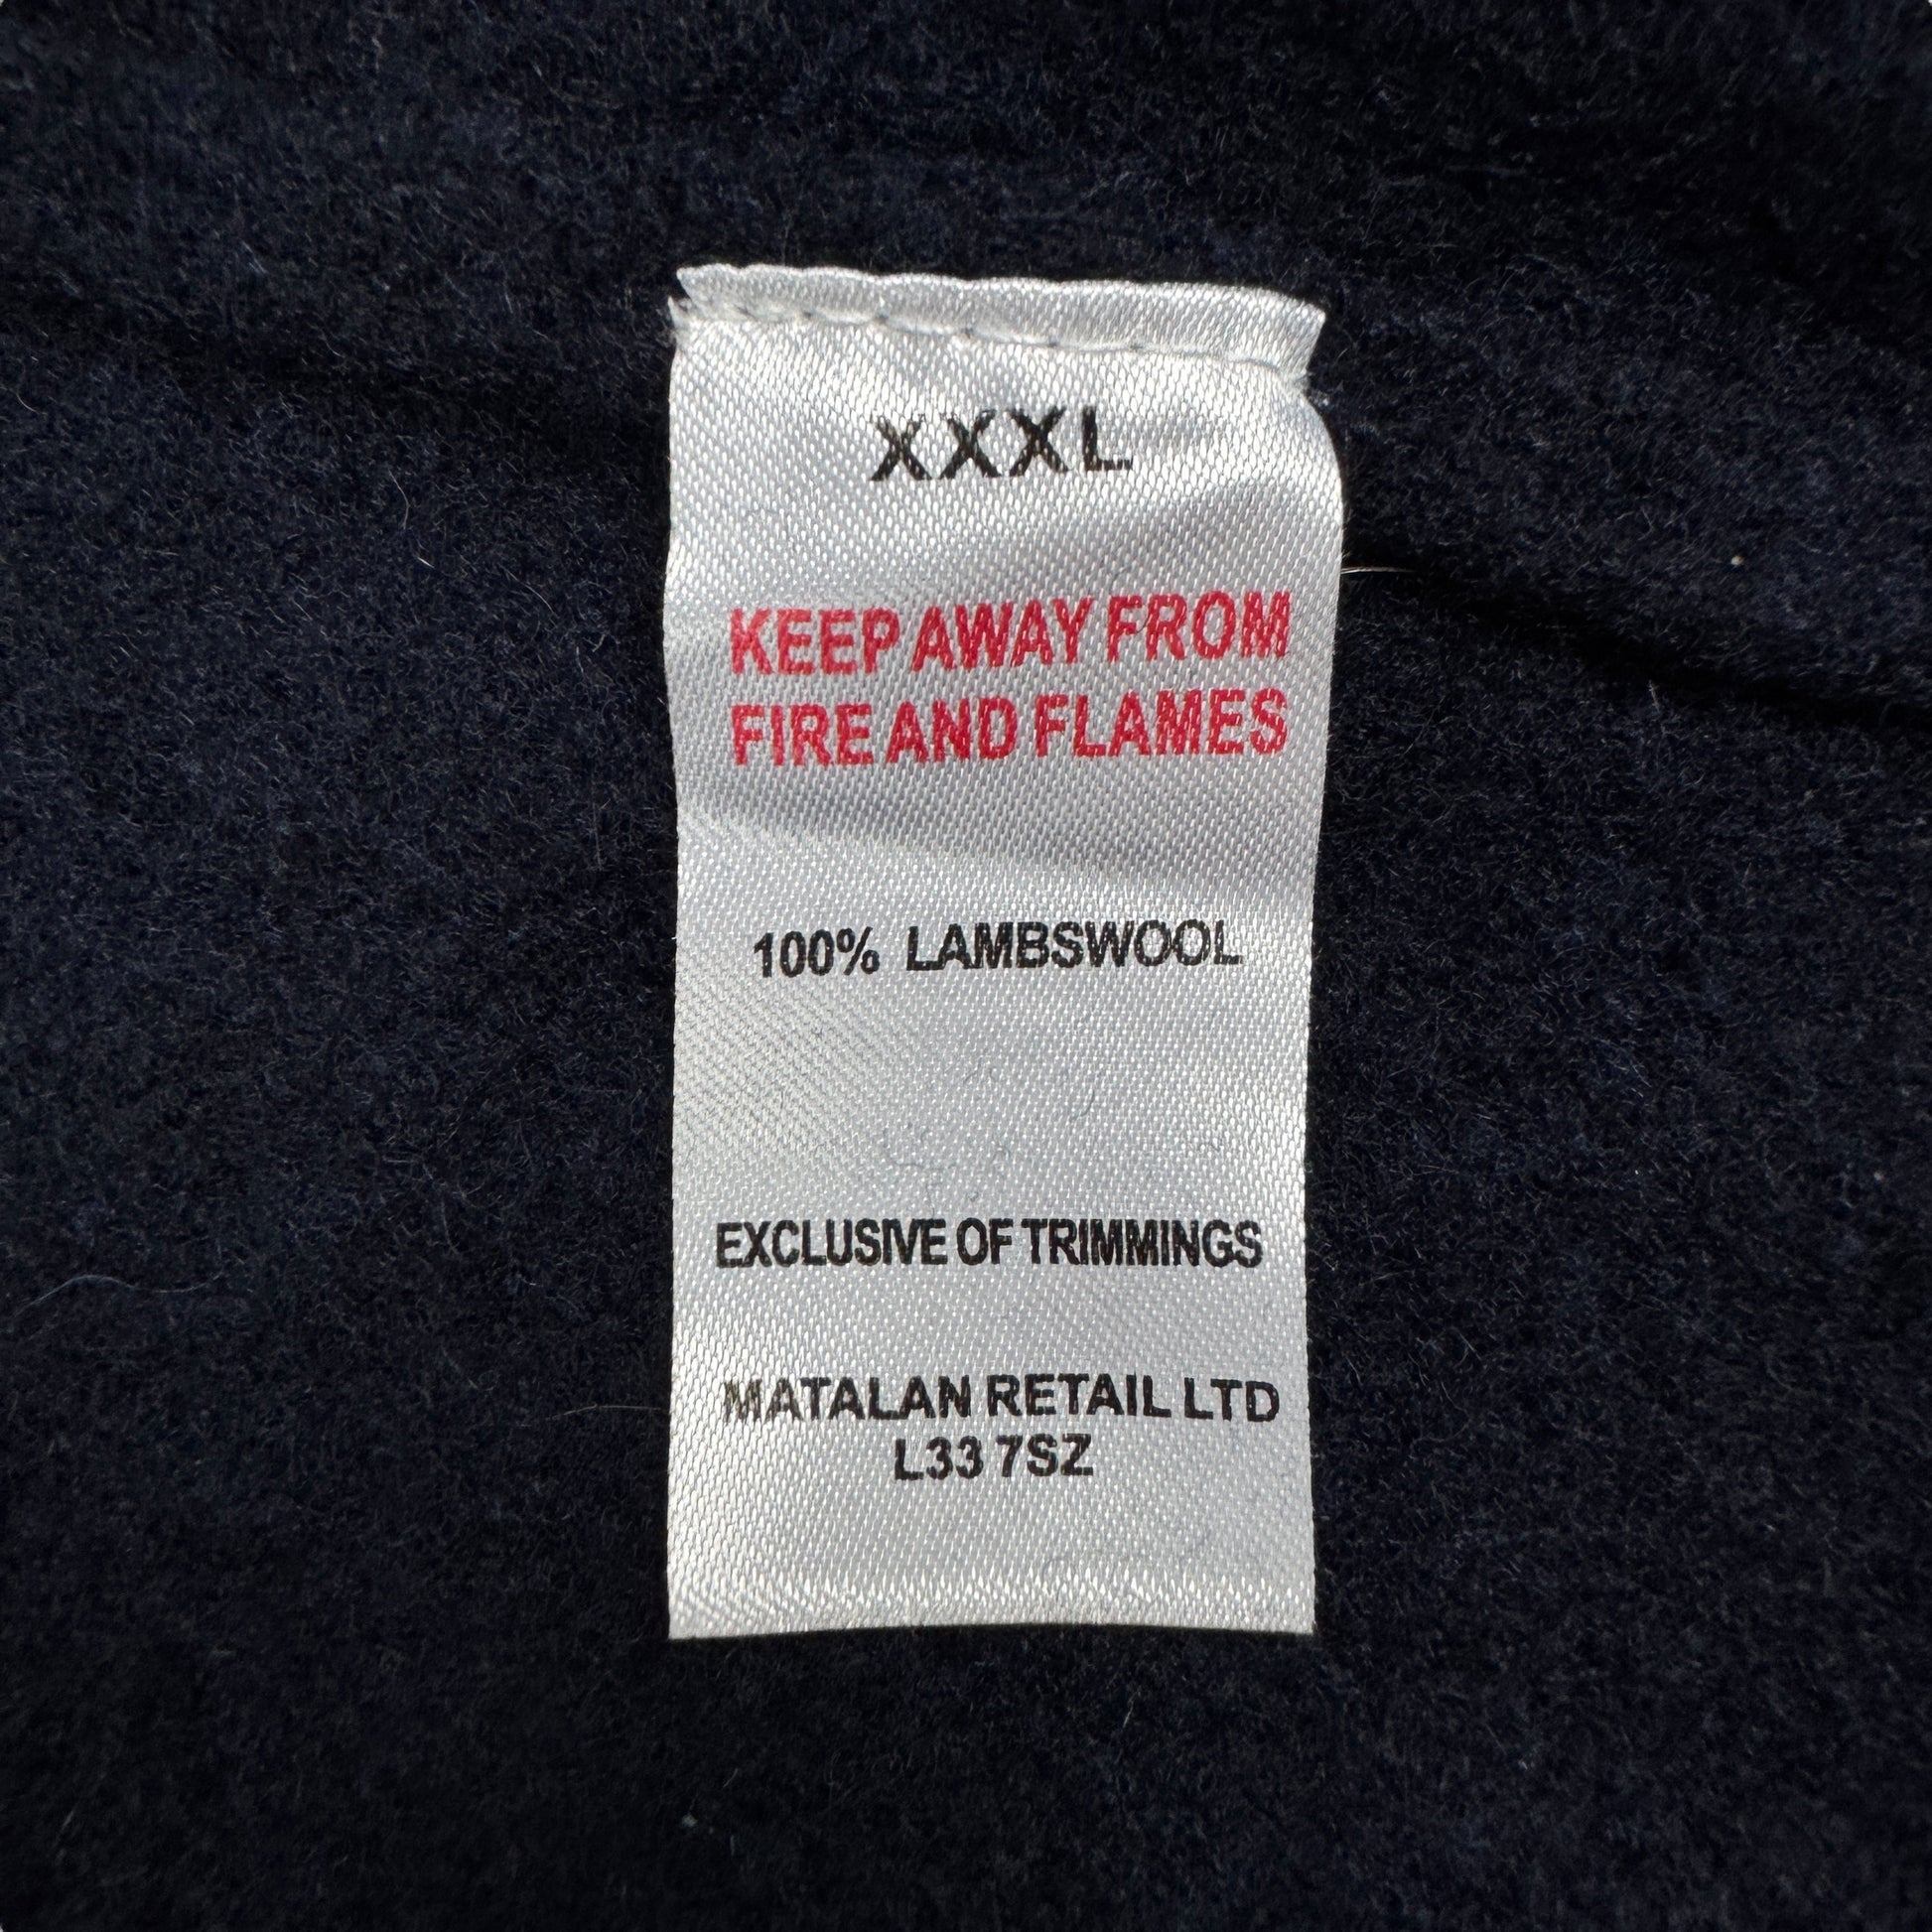 XXXL
KEEP AWAY FROM
FIRE AND FLAMES
100% LAMBSWOOL
EXCLUSIVE OF TRIMMINGS
MATALAN RETAIL LTD
L33 7SZ